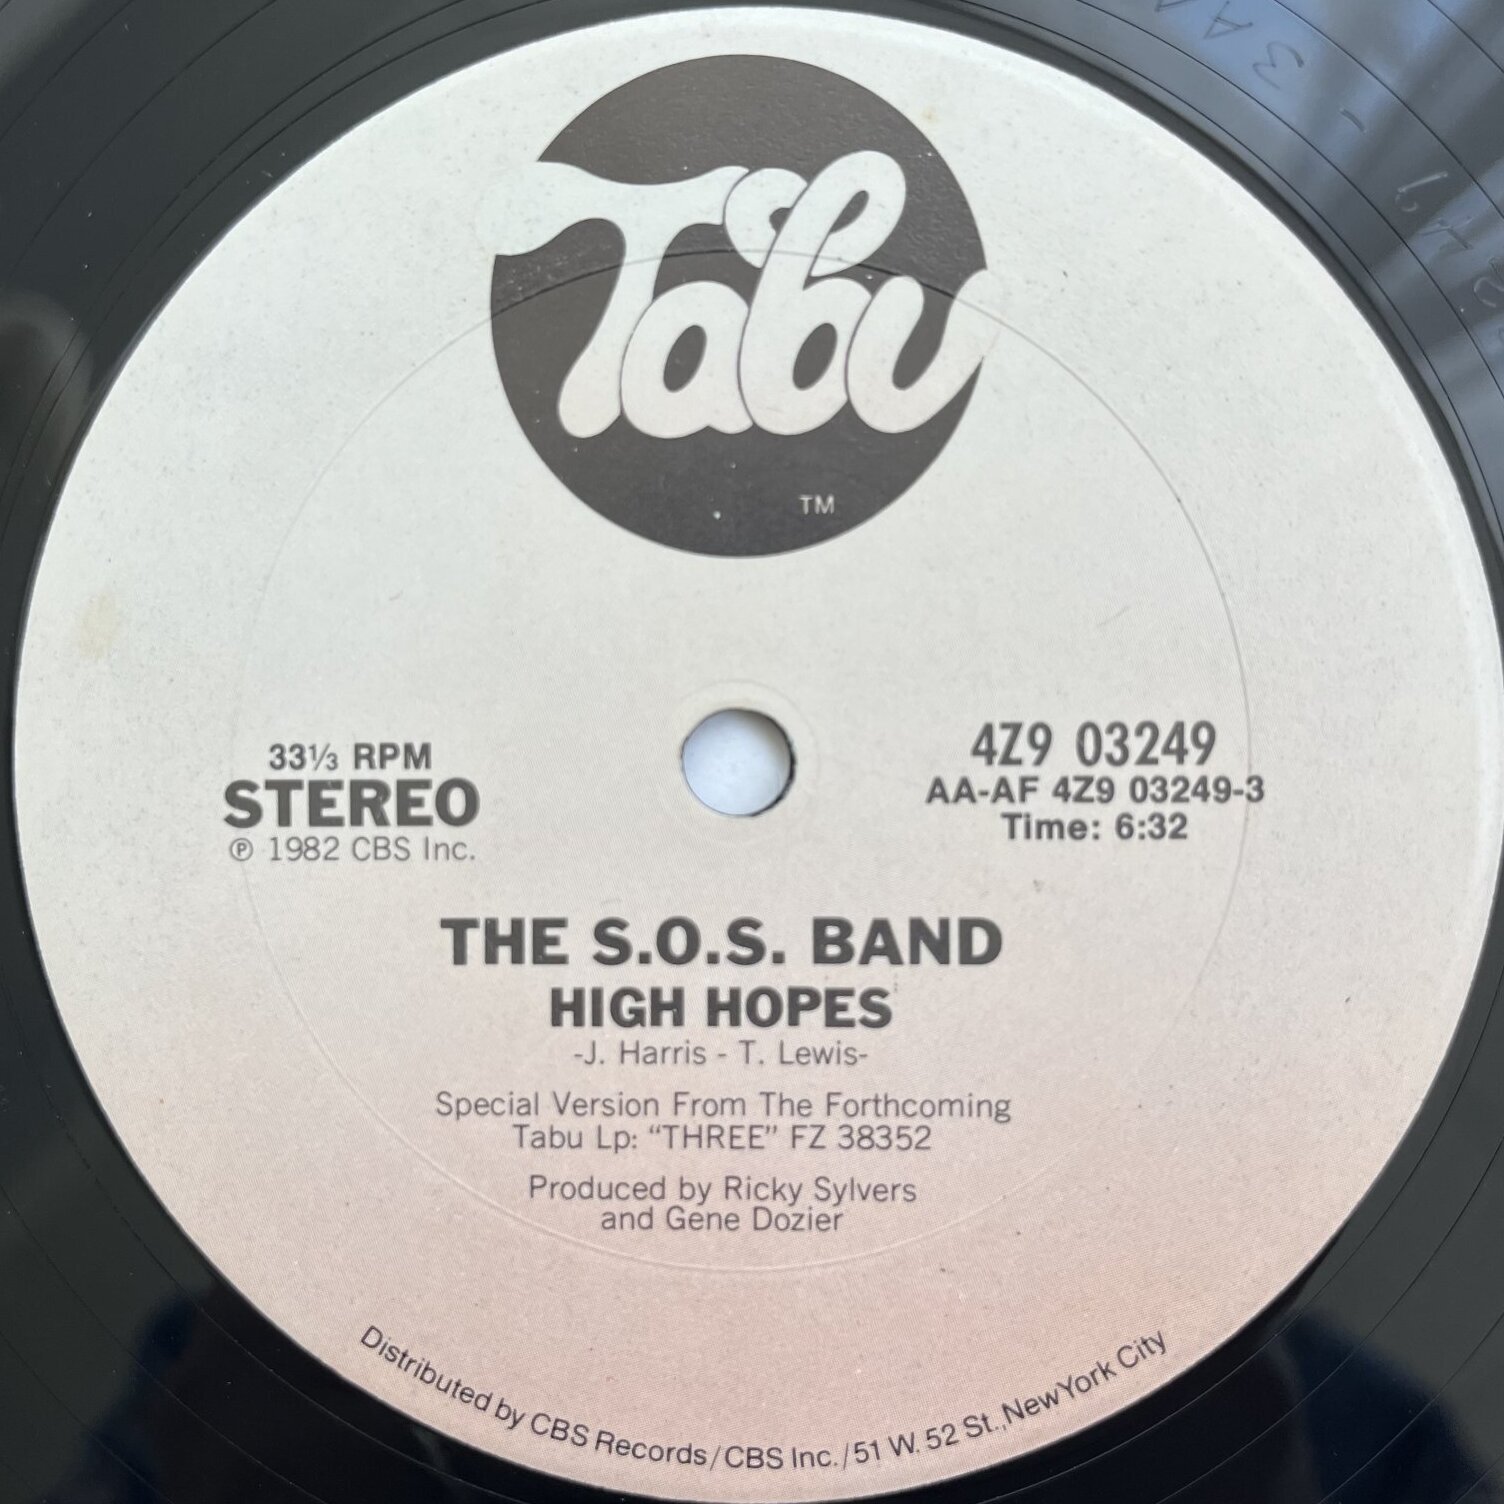 Tabu
TM
33⅓ RPM
STEREO
℗ 1982 CBS Inc.
4Z9 03249
AA-AF 4Z9 03249-3
Time: 6:32
THE S.O.S. BAND
HIGH HOPES
-J. Harris - T. Lewis-
Special Version From The Forthcoming
Tabu Lp: “THREE” FZ 38352
Produced by Ricky Sylvers
and Gene Dozier
Distributed by CBS Records/CBS Inc./51 W. 52 St., New York City